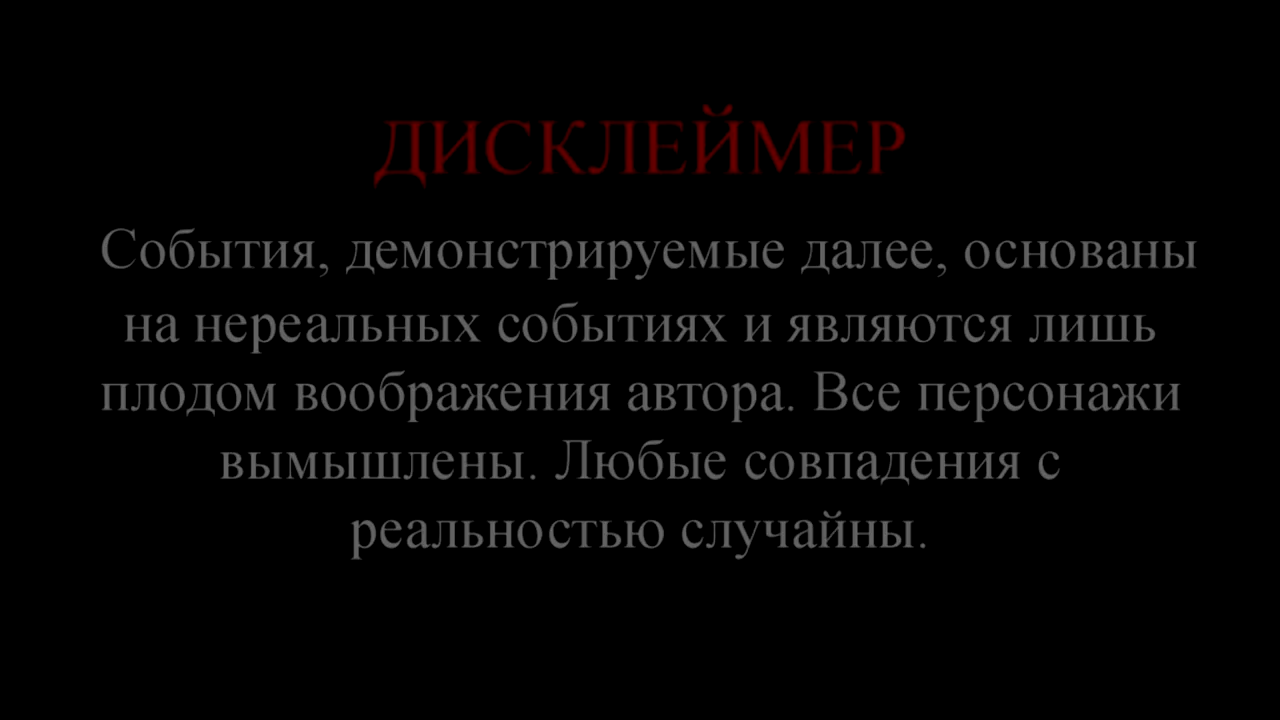 ДИСКЛЕЙМЕР
События, демонстрируемые далее, основаны
на нереальных событиях и являются лишь
плодом воображения автора. Все персонажи
вымышлены. Любые совпадения с
реальностью случайны.